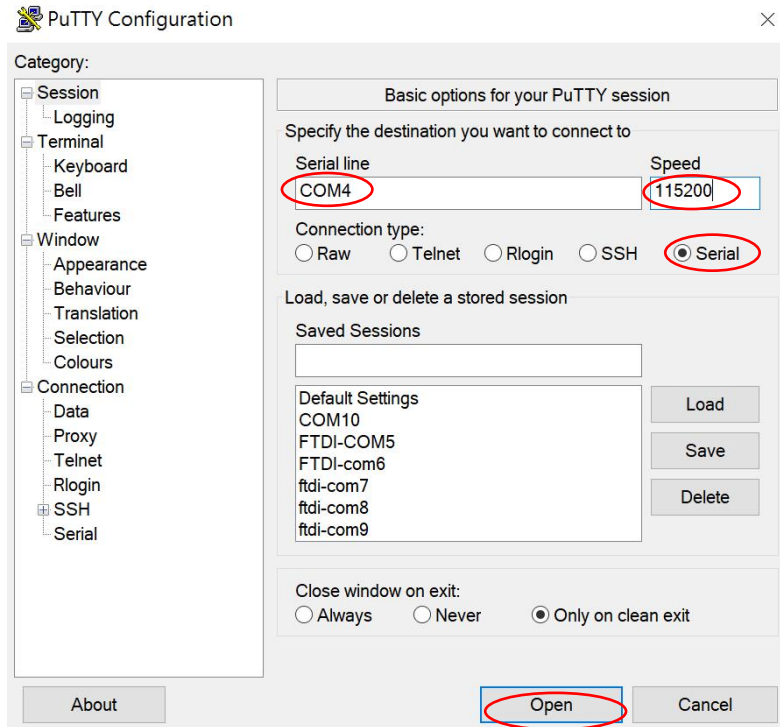 PuTTY Configuration
Category:
Session
Logging
Terminal
Keyboard
Bell
Features
Window
Appearance
Behaviour
Translation
Selection
Colours
Connection
Data
Proxy
Telnet
Rlogin
SSH
Serial
Basic options for your PuTTY session
Specify the destination you want to connect to
Serial line Speed
COM4 115200
Connection type:
Raw Telnet Rlogin SSH Serial
Load, save or delete a stored session
Saved Sessions
Default Settings
COM10
FTDI-COM5
FTDI-com6
ftdi-com7
ftdi-com8
ftdi-com9
Load
Save
Delete
Close window on exit:
Always Never Only on clean exit
About Open Cancel